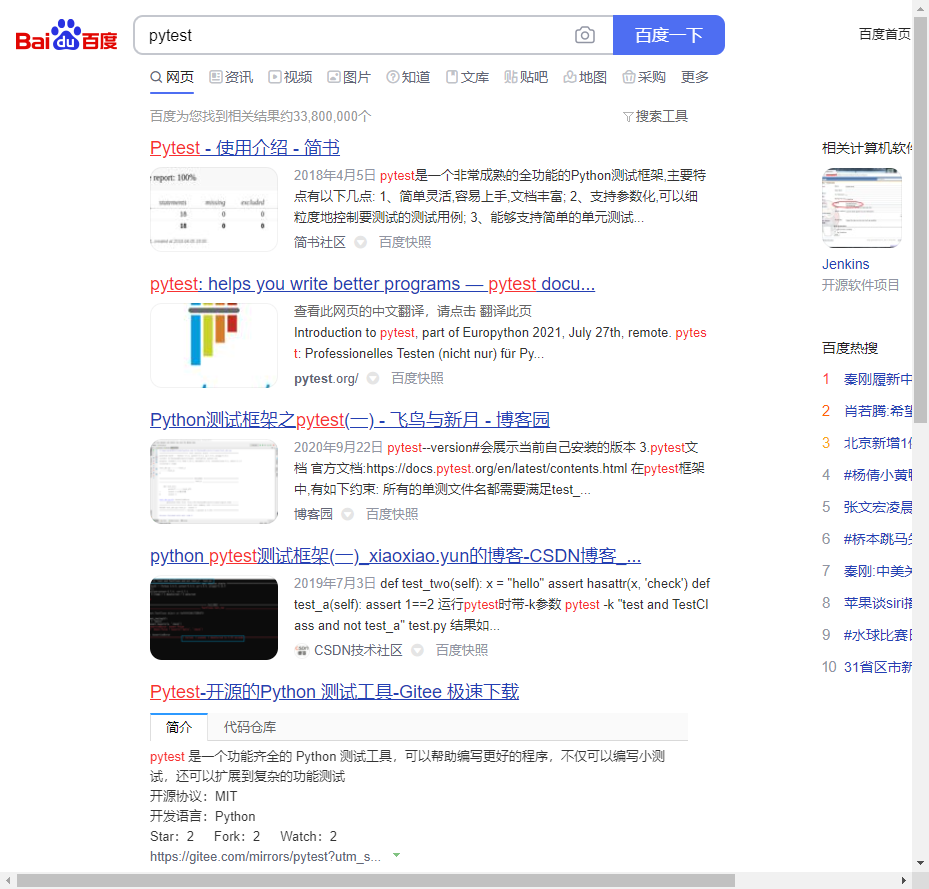 Bai du 百度
pytest
百度一下
百度首页
网页 资讯 视频 图片 知道 文库 贴吧 地图 采购 更多
百度为您找到相关结果约33,800,000个
搜索工具
Pytest - 使用介绍 - 简书
report: 100%
statements missing excluded
18 0 0
18 0 0
2018年4月5日 pytest是一个非常成熟的全功能的Python测试框架,主要特
点有以下几点: 1、简单灵活,容易上手,文档丰富; 2、支持参数化,可以细
粒度地控制要测试的测试用例; 3、能够支持简单的单元测试...
简书社区 百度快照
pytest: helps you write better programs — pytest docu...
查看此网页的中文翻译，请点击 翻译此页
Introduction to pytest, part of Europython 2021, July 27th, remote. pytes
t: Professionelles Testen (nicht nur) für Py...
pytest.org/ 百度快照
Python测试框架之pytest(一) - 飞鸟与新月 - 博客园
2020年9月22日 pytest--version#会展示当前自己安装的版本 3.pytest文
档 官方文档:https://docs.pytest.org/en/latest/contents.html 在pytest框架
中,有如下约束: 所有的单测文件名都需要满足test_...
博客园 百度快照
python pytest测试框架(一)_xiaoxiao.yun的博客-CSDN博客_...
2019年7月3日 def test_two(self): x = "hello" assert hasattr(x, 'check') def
test_a(self): assert 1==2 运行pytest时带-k参数 pytest -k "test and TestCl
ass and not test_a" test.py 结果如...
CSDN技术社区 百度快照
Pytest-开源的Python 测试工具-Gitee 极速下载
简介 代码仓库
pytest 是一个功能齐全的 Python 测试工具，可以帮助编写更好的程序，不仅可以编写小测
试，还可以扩展到复杂的功能测试
开源协议：MIT
开发语言：Python
Star：2 Fork：2 Watch：2
https://gitee.com/mirrors/pytest?utm_s...
相关计算机软件
Jenkins
开源软件项目
百度热搜
1 秦刚履新中
2 肖若腾:希望
3 北京新增1
4 #杨倩小黄鸭
5 张文宏凌晨
6 #桥本跳马
7 秦刚:中美关
8 苹果谈siri播
9 #水球比赛
10 31省区市新